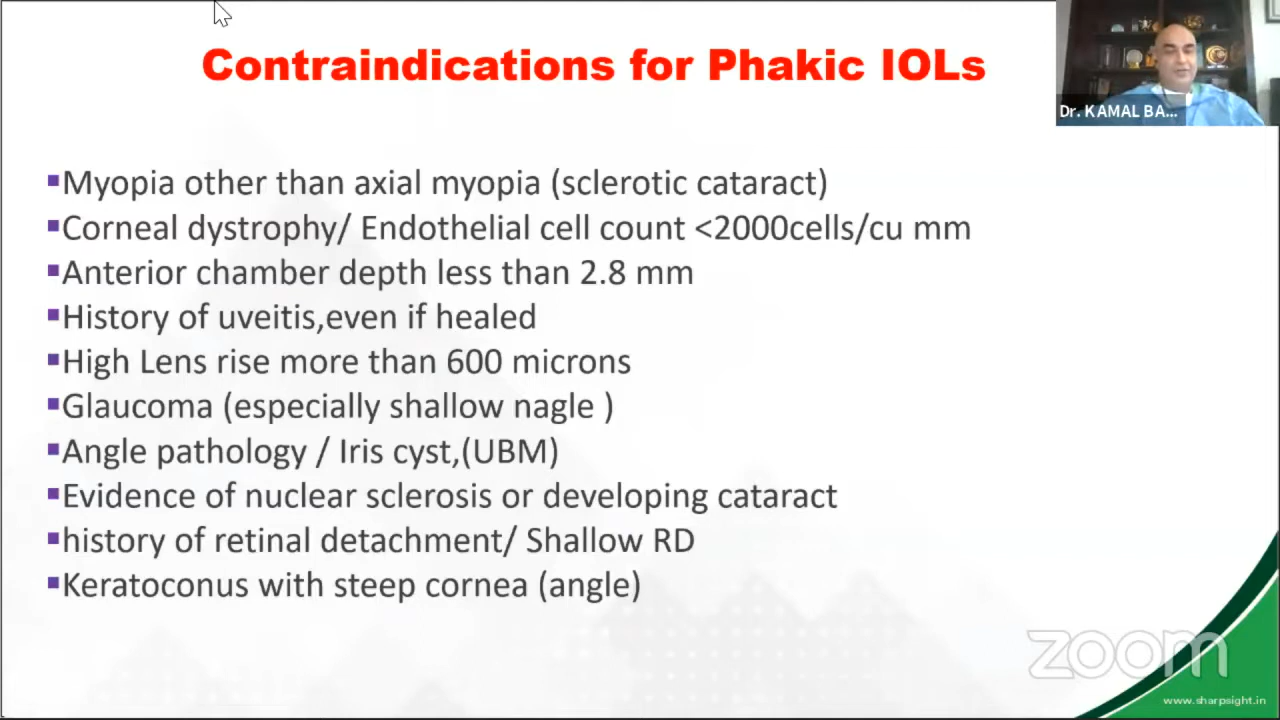 Contraindications for Phakic IOLs
Dr. KAMAL BA...
▪Myopia other than axial myopia (sclerotic cataract)
▪Corneal dystrophy/ Endothelial cell count <2000cells/cu mm
▪Anterior chamber depth less than 2.8 mm
▪History of uveitis,even if healed
▪High Lens rise more than 600 microns
▪Glaucoma (especially shallow nagle )
▪Angle pathology / Iris cyst,(UBM)
▪Evidence of nuclear sclerosis or developing cataract
▪history of retinal detachment/ Shallow RD
▪Keratoconus with steep cornea (angle)
zoom
www.sharpsight.in